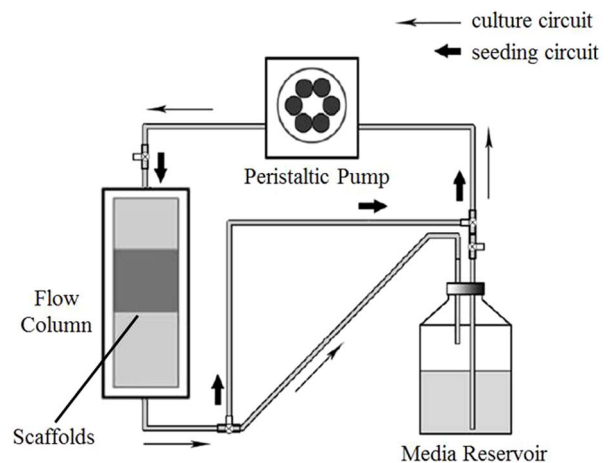 culture circuit
seeding circuit
Peristaltic Pump
Flow
Column
Scaffolds
Media Reservoir